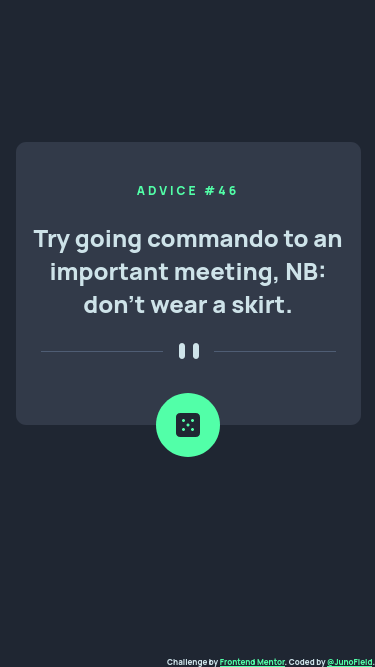 ADVICE #46
Try going commando to an
important meeting, NB:
don't wear a skirt.
Challenge by Frontend Mentor. Coded by @JunoField.